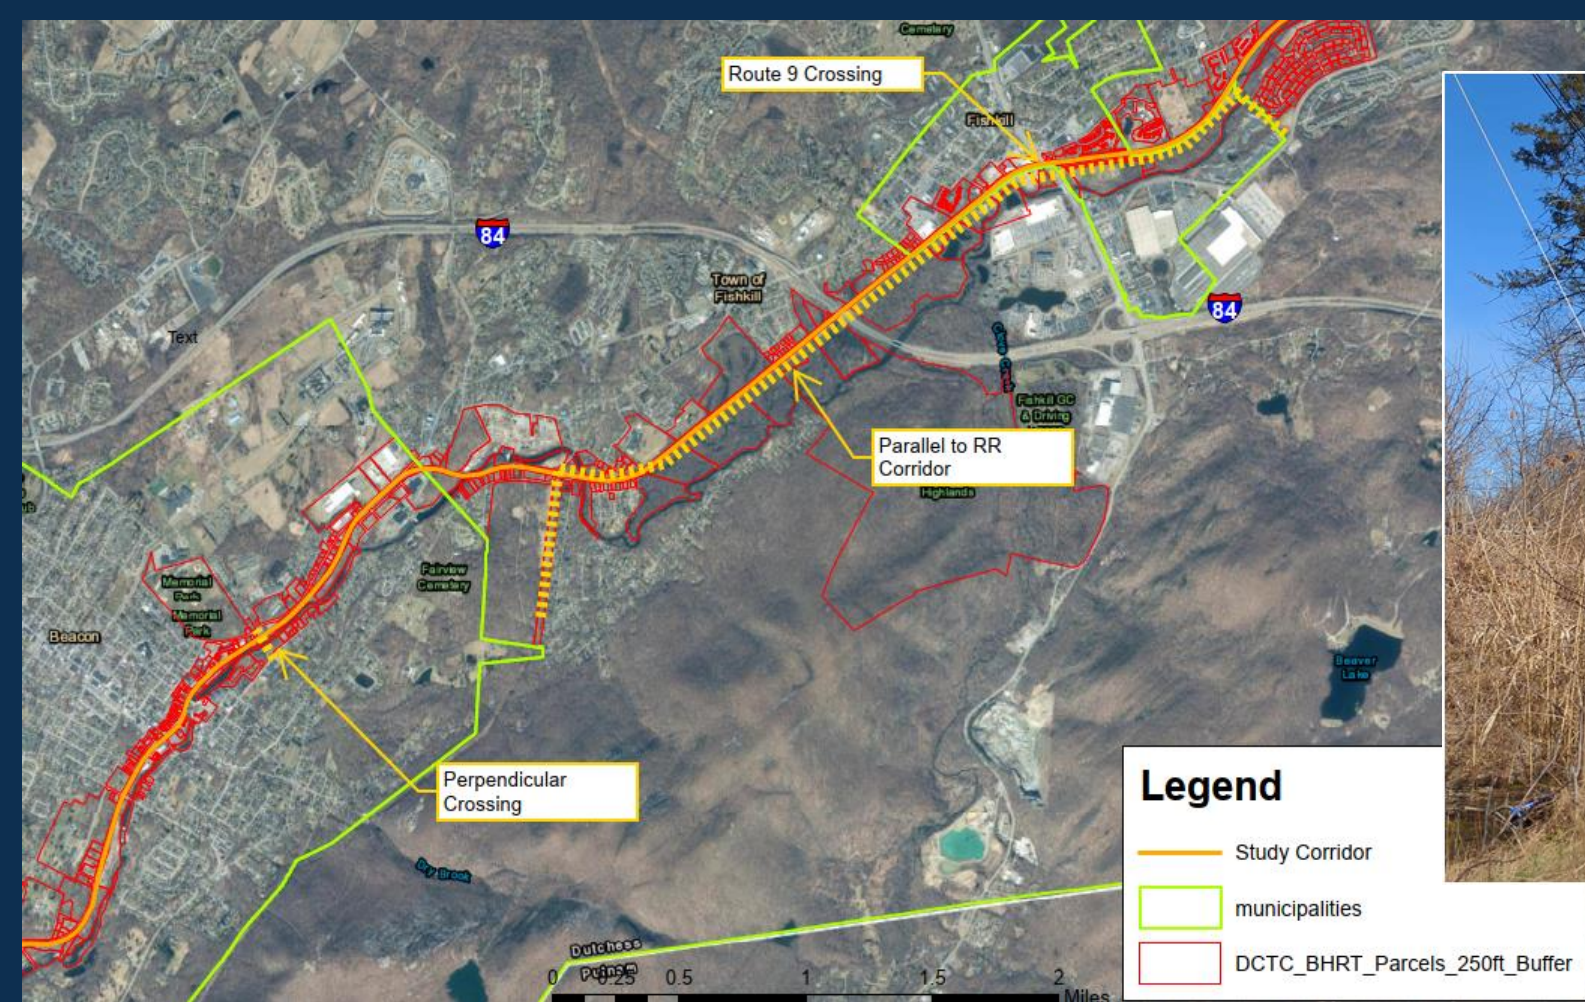 Cemetery
Route 9 Crossing
Fishkill
84
Town of
Fishkill
84
Text
Fishkill GC
& Driving
Parallel to RR
Corridor
Highlands
Fairview
Cemetery
Memorial
Park
Memorial
Park
Beacon
Beaver
Lake
Perpendicular
Crossing
Dry Brook
Legend
Study Corridor
municipalities
DCTC_BHRT_Parcels_250ft_Buffer
Dutchess
Putnam
0 0.25 0.5 1 1.5 2
Miles